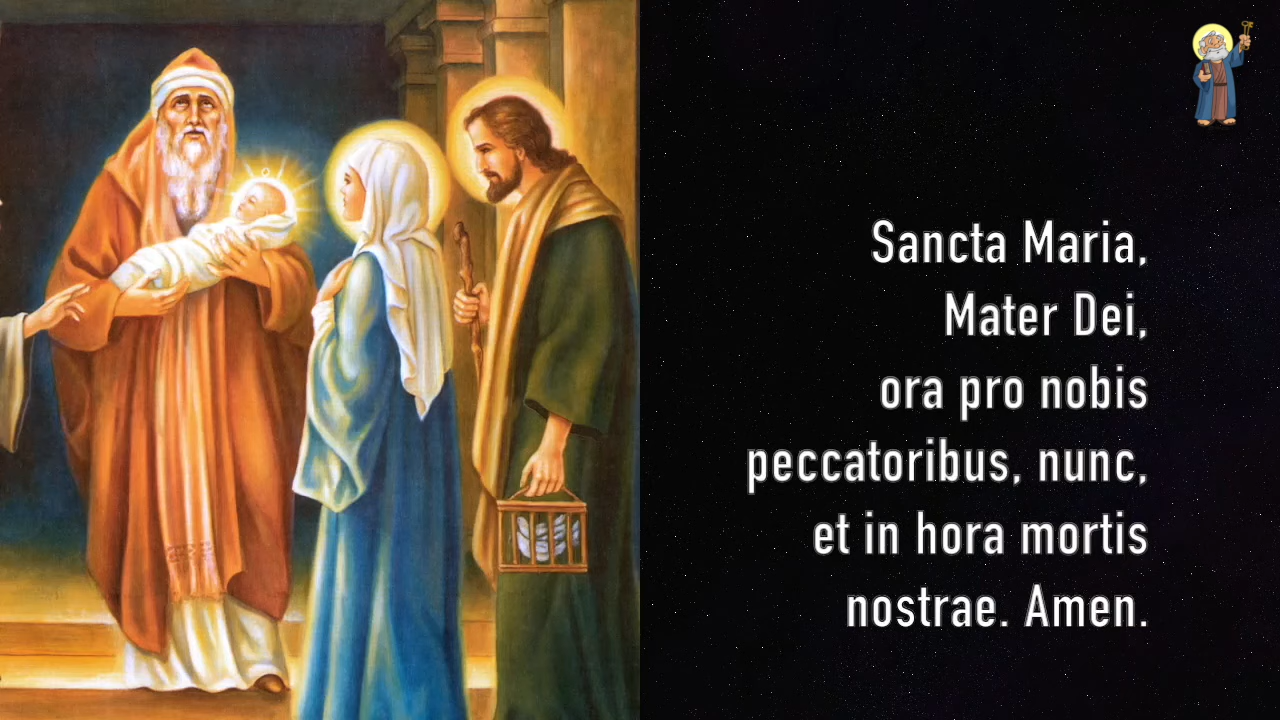 Sancta Maria,
Mater Dei,
ora pro nobis
peccatoribus, nunc,
et in hora mortis
nostrae. Amen.